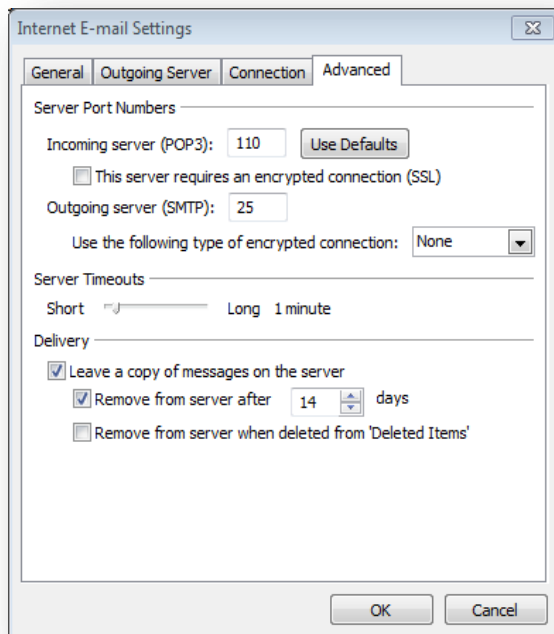 Internet E-mail Settings
General Outgoing Server Connection Advanced
Server Port Numbers
Incoming server (POP3): 110 Use Defaults
This server requires an encrypted connection (SSL)
Outgoing server (SMTP): 25
Use the following type of encrypted connection: None
Server Timeouts
Short Long 1 minute
Delivery
Leave a copy of messages on the server
Remove from server after 14 days
Remove from server when deleted from 'Deleted Items'
OK Cancel